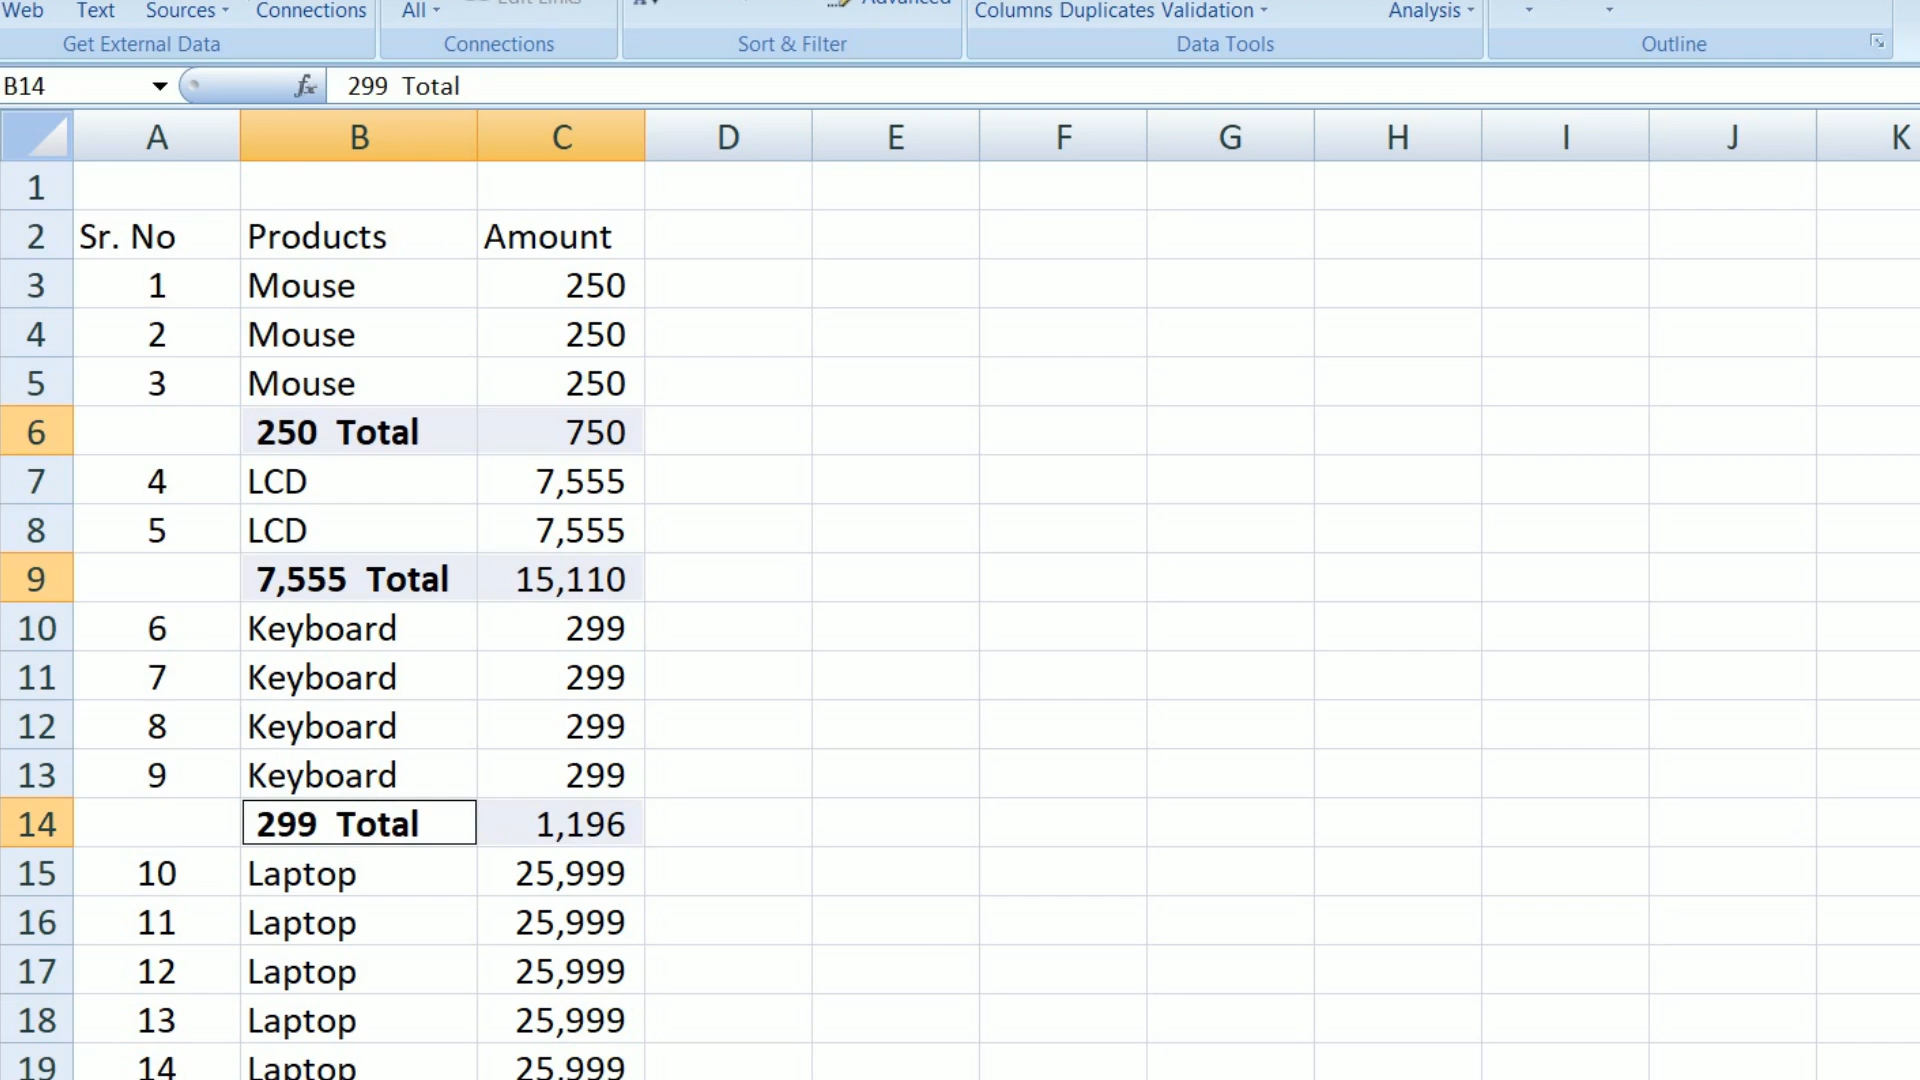 Web Text Sources Connections All Edit Links Advanced Columns Duplicates Validation Analysis
Get External Data Connections Sort & Filter Data Tools Outline
B14 fx 299 Total
A B C D E F G H I J K
1
2 Sr. No Products Amount
3 1 Mouse 250
4 2 Mouse 250
5 3 Mouse 250
6 250 Total 750
7 4 LCD 7,555
8 5 LCD 7,555
9 7,555 Total 15,110
10 6 Keyboard 299
11 7 Keyboard 299
12 8 Keyboard 299
13 9 Keyboard 299
14 299 Total 1,196
15 10 Laptop 25,999
16 11 Laptop 25,999
17 12 Laptop 25,999
18 13 Laptop 25,999
19 14 Laptop 25,999